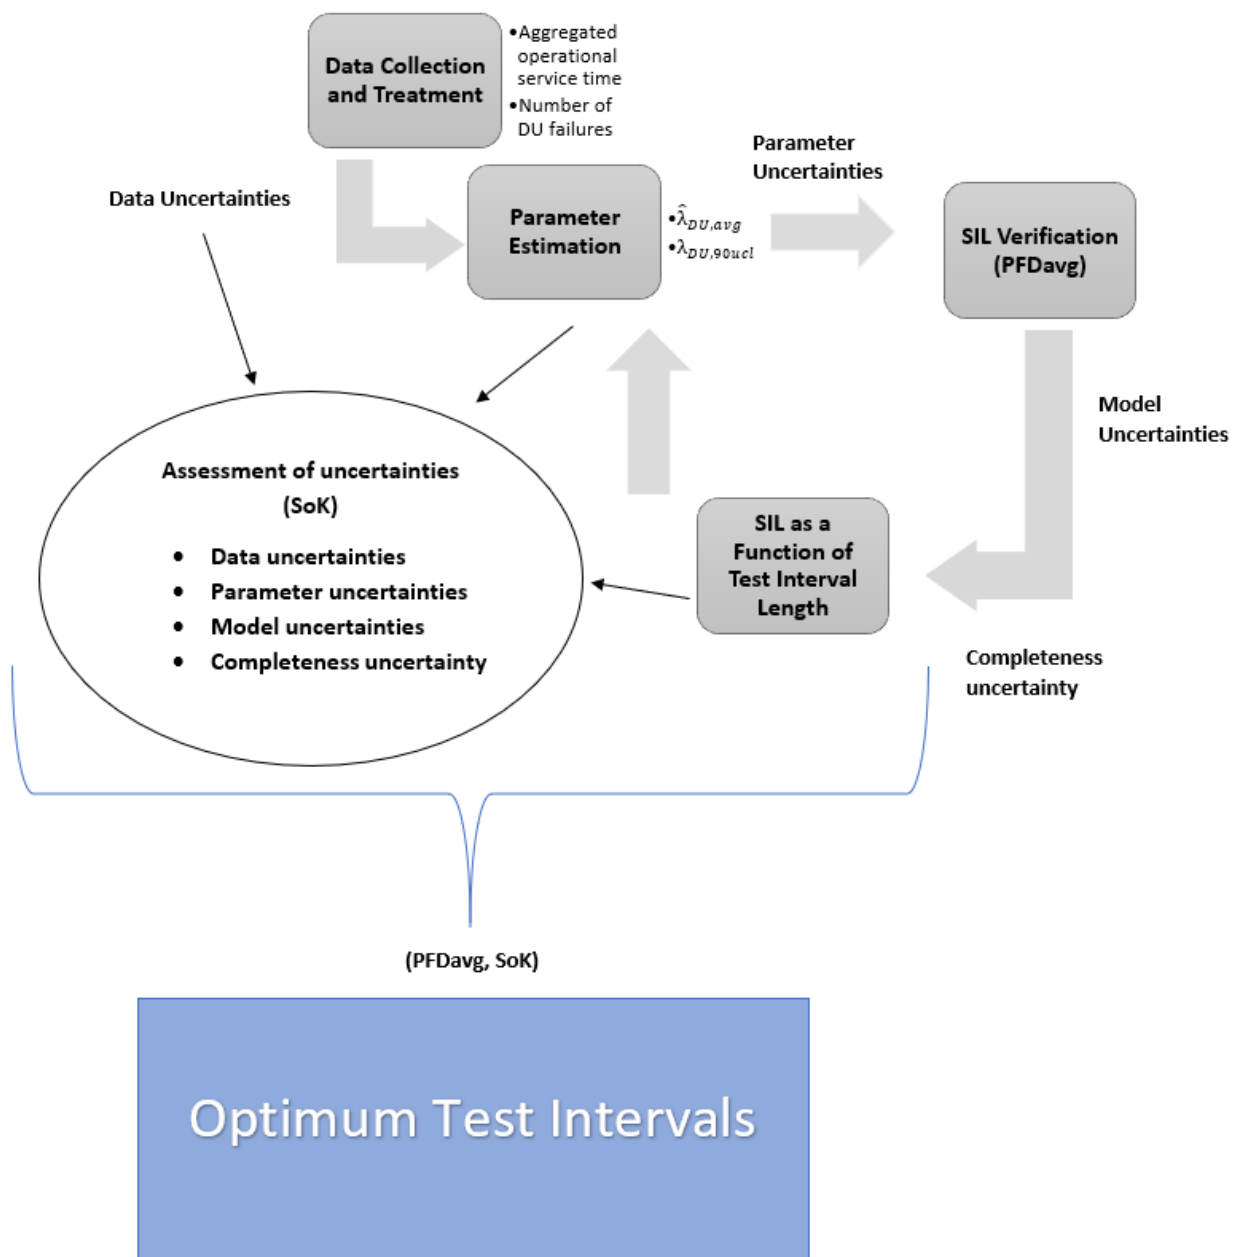 Data Collection
and Treatment
•Aggregated
operational
service time
•Number of
DU failures
Parameter
Uncertainties
Data Uncertainties
Parameter
Estimation
•λ̂DU,avg
•λDU,90ucl
SIL Verification
(PFDavg)
Model
Uncertainties
Assessment of uncertainties
(SoK)
• Data uncertainties
• Parameter uncertainties
• Model uncertainties
• Completeness uncertainty
SIL as a
Function of
Test Interval
Length
Completeness
uncertainty
(PFDavg, SoK)
Optimum Test Intervals